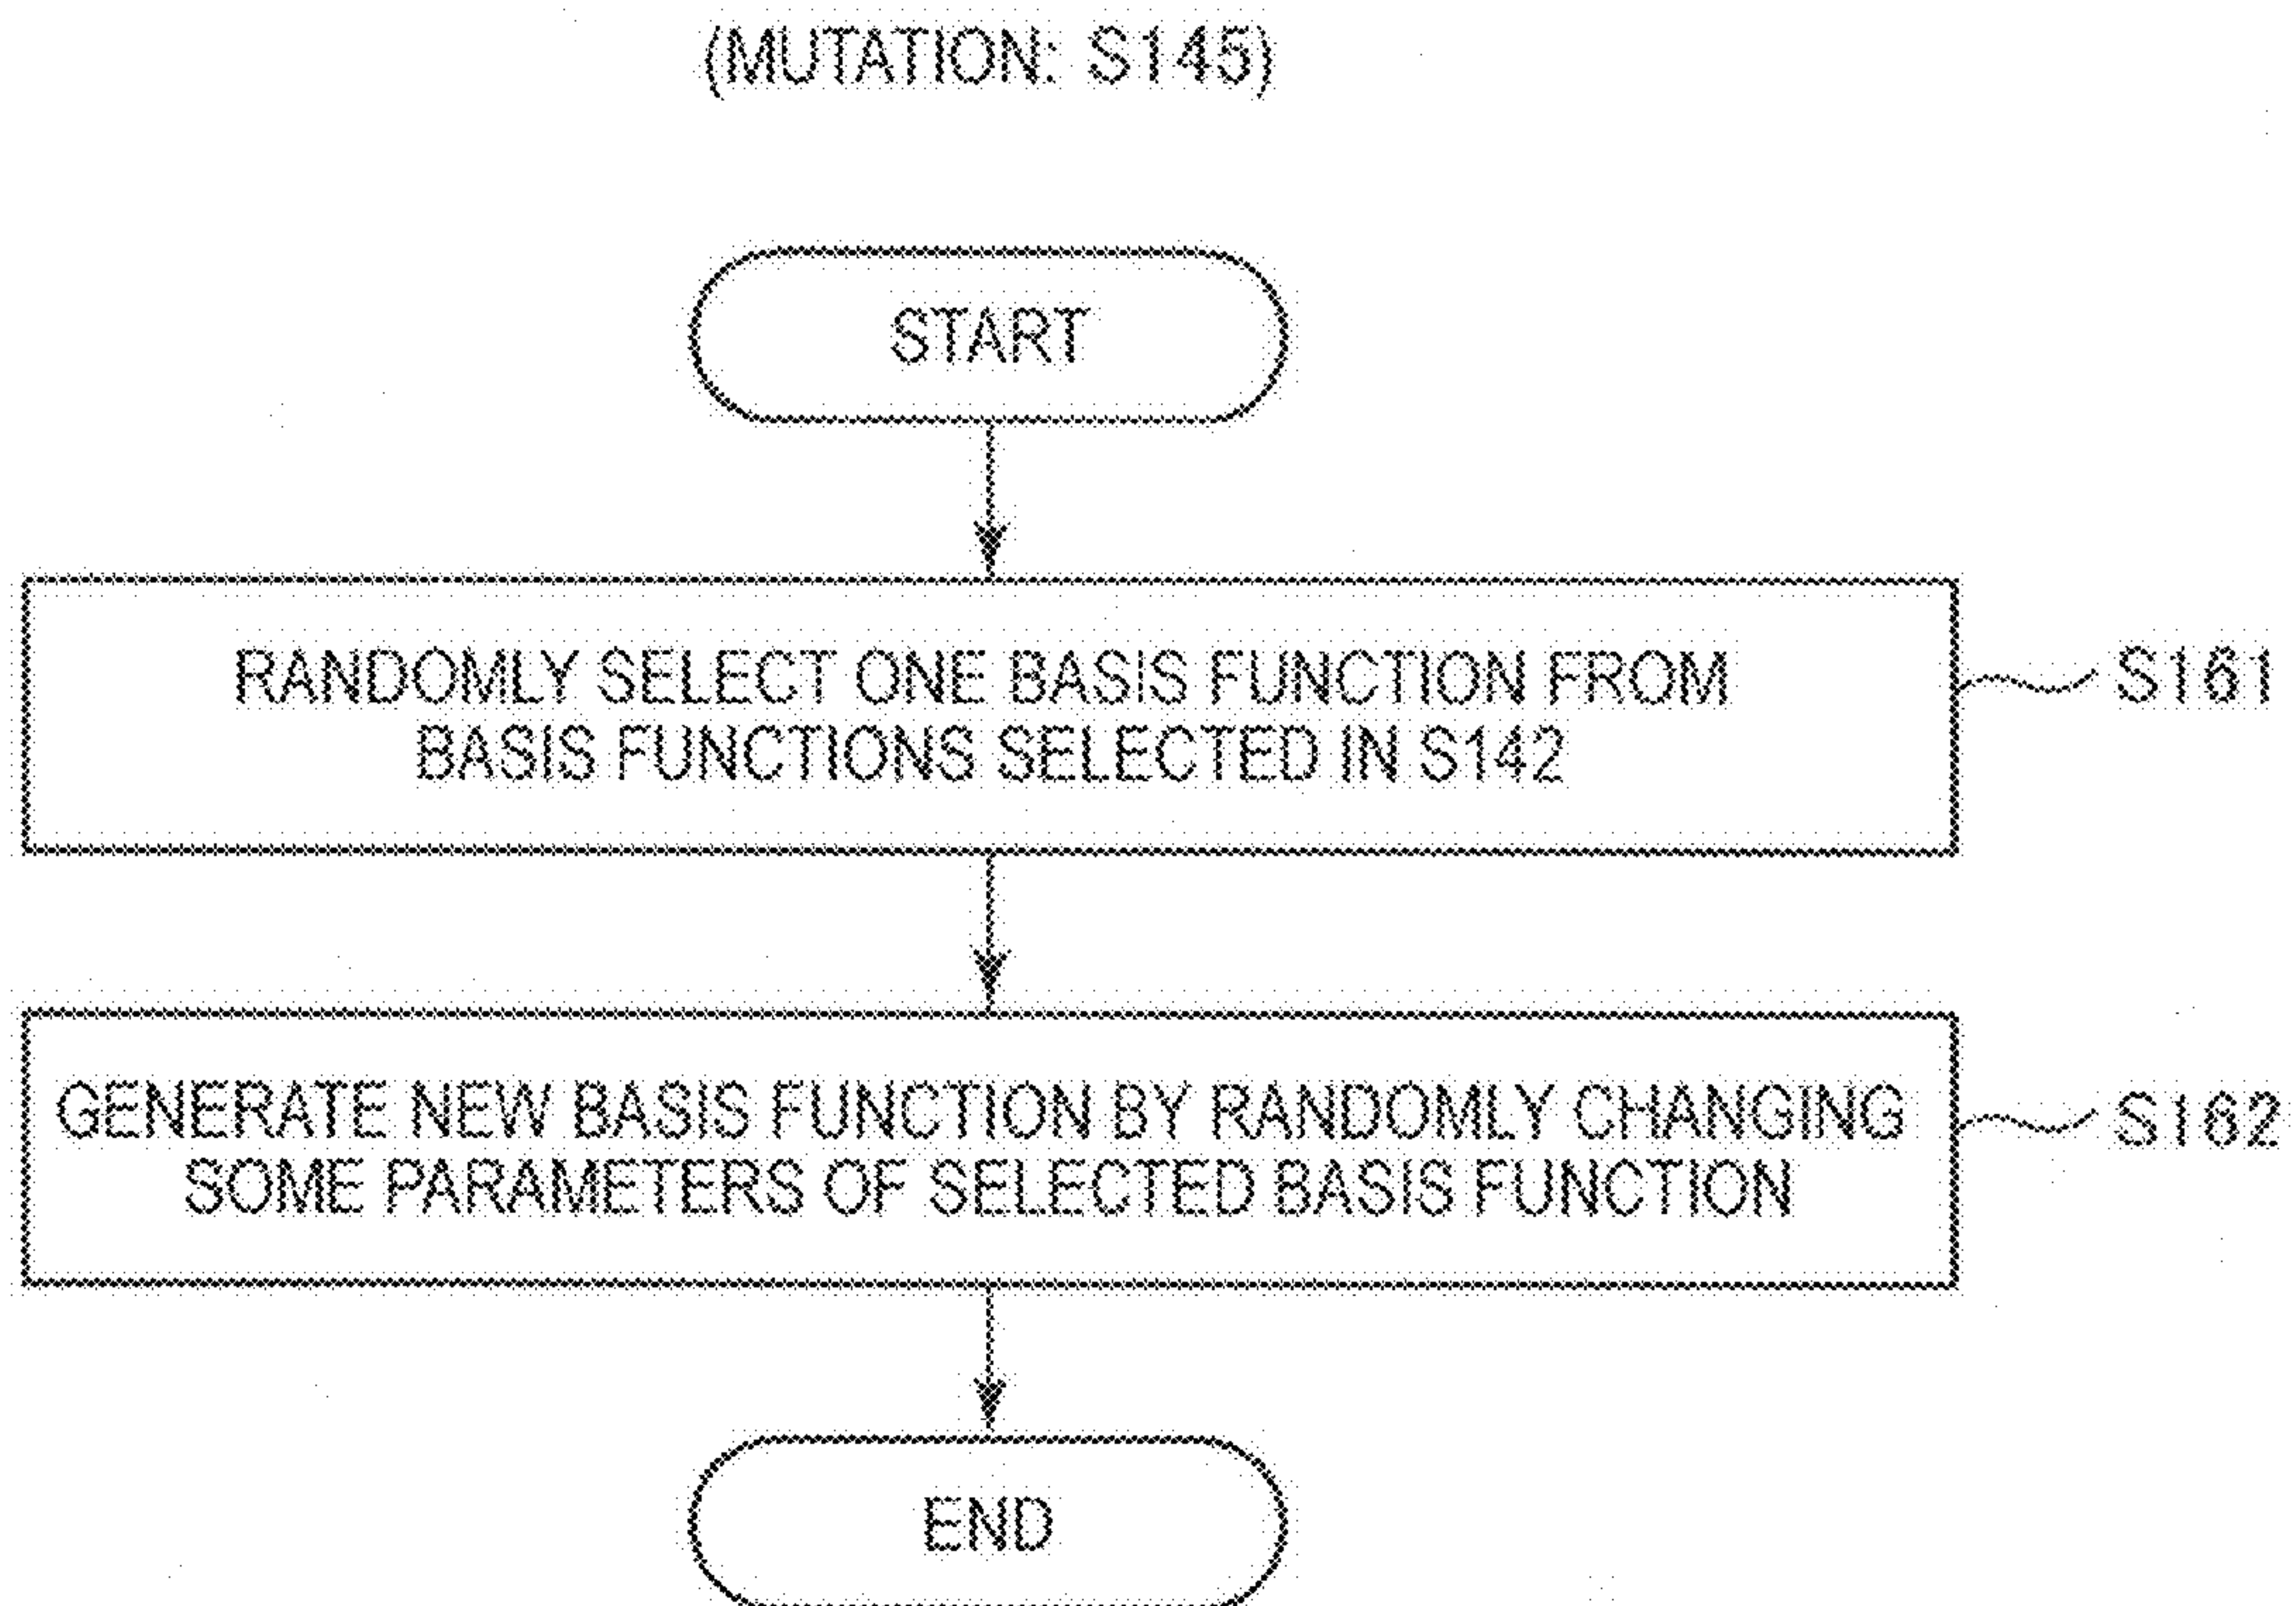 (MUTATION: S145)
START
RANDOMLY SELECT ONE BASIS FUNCTION FROM
BASIS FUNCTIONS SELECTED IN S142
S161
GENERATE NEW BASIS FUNCTION BY RANDOMLY CHANGING
SOME PARAMETERS OF SELECTED BASIS FUNCTION
S162
END